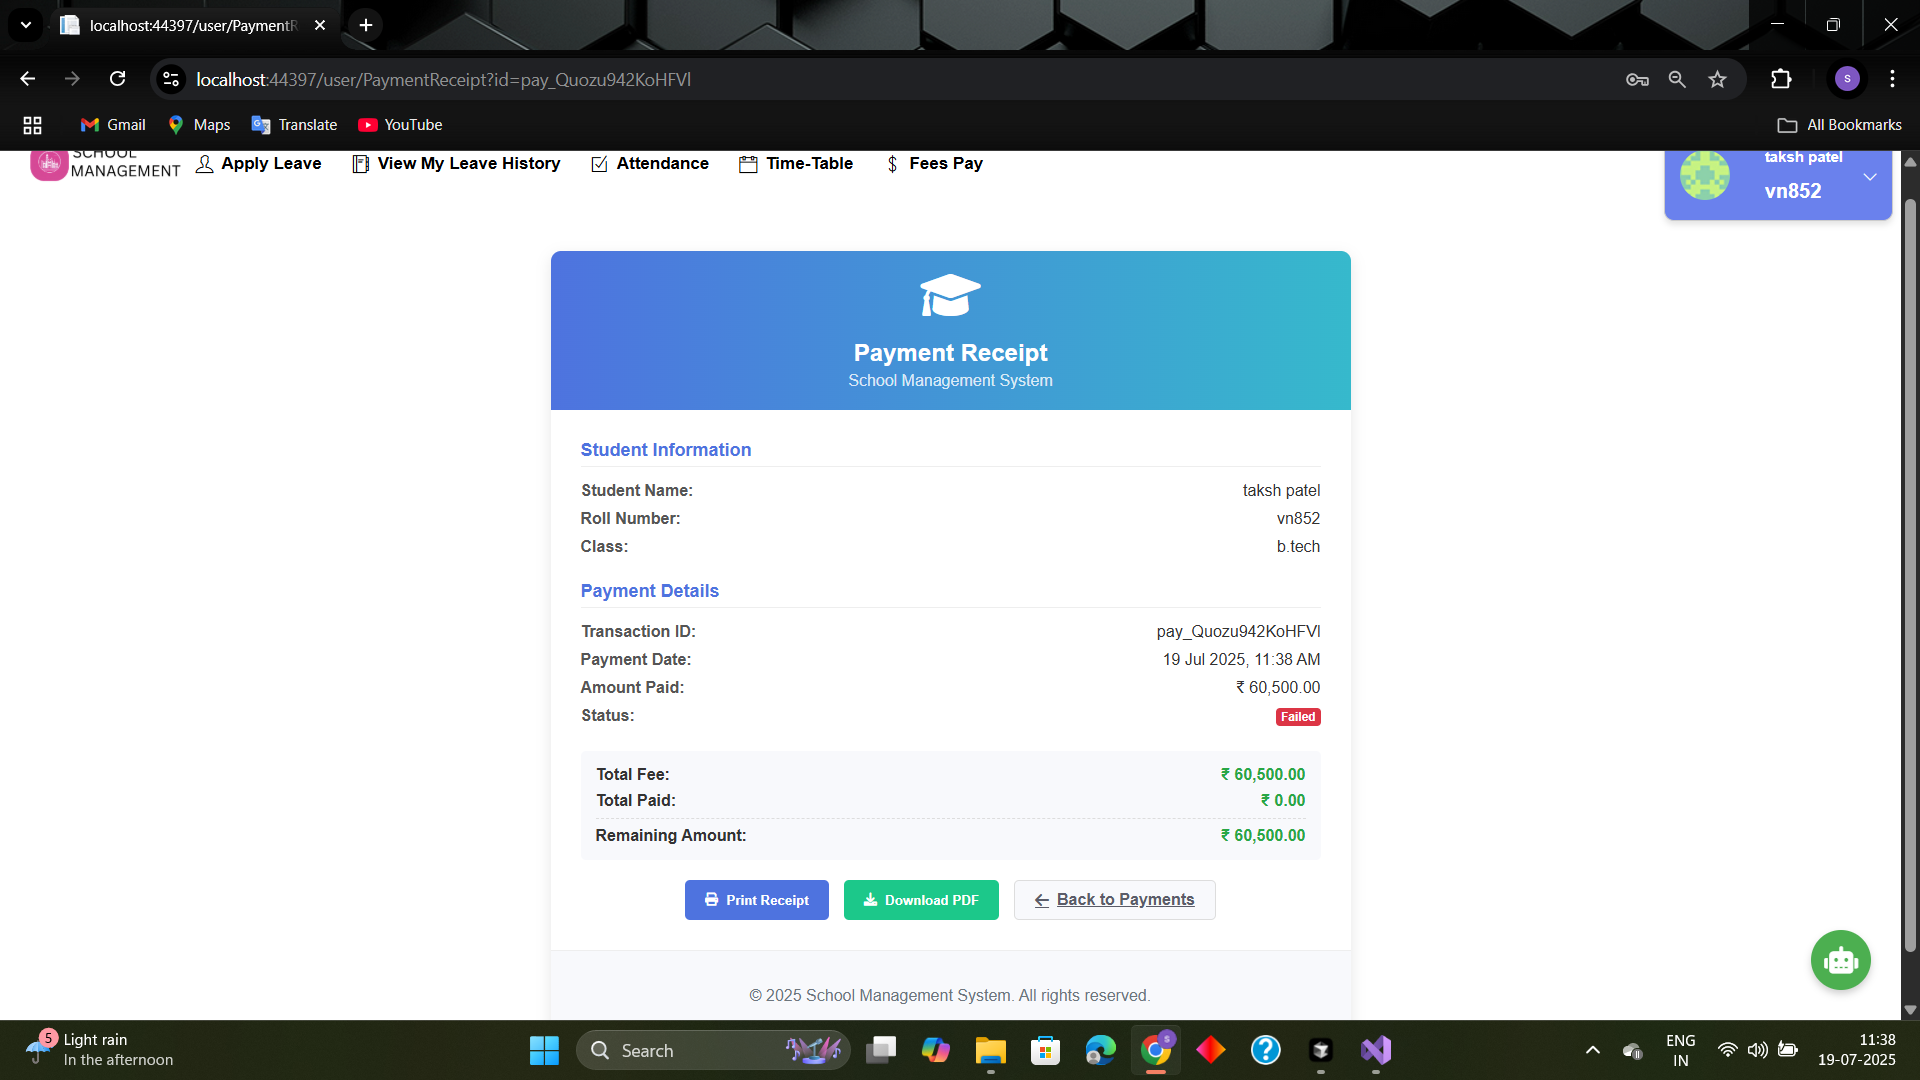 localhost:44397/user/PaymentR
localhost:44397/user/PaymentReceipt?id=pay_Quozu942KoHFVl
S
Gmail
Maps
Translate
YouTube
All Bookmarks
SCHOOL
MANAGEMENT
Apply Leave
View My Leave History
Attendance
Time-Table
$ Fees Pay
taksh patel
vn852
Payment Receipt
School Management System
Student Information
Student Name: taksh patel
Roll Number: vn852
Class: b.tech
Payment Details
Transaction ID: pay_Quozu942KoHFVl
Payment Date: 19 Jul 2025, 11:38 AM
Amount Paid: ₹ 60,500.00
Status: Failed
Total Fee: ₹ 60,500.00
Total Paid: ₹ 0.00
Remaining Amount: ₹ 60,500.00
Print Receipt
Download PDF
Back to Payments
© 2025 School Management System. All rights reserved.
5
Light rain
In the afternoon
Search
S
ENG
IN
11:38
19-07-2025